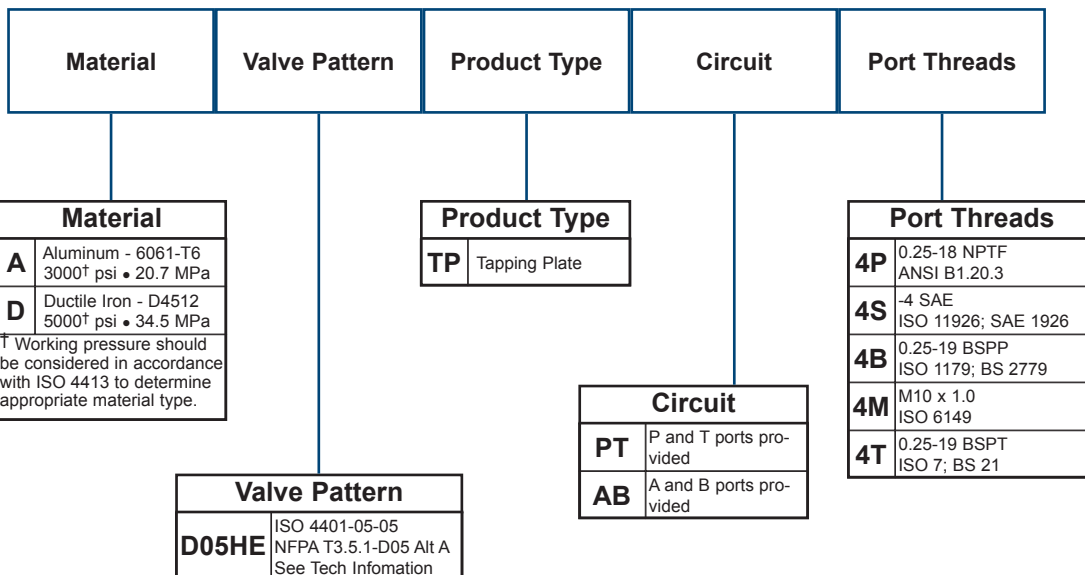 Material
Valve Pattern
Product Type
Circuit
Port Threads
Material
A
Aluminum - 6061-T6
3000† psi • 20.7 MPa
D
Ductile Iron - D4512
5000† psi • 34.5 MPa
† Working pressure should
be considered in accordance
with ISO 4413 to determine
appropriate material type.
Valve Pattern
D05HE
ISO 4401-05-05
NFPA T3.5.1-D05 Alt A
See Tech Infomation
Product Type
TP
Tapping Plate
Circuit
PT
P and T ports pro-
vided
AB
A and B ports pro-
vided
Port Threads
4P
0.25-18 NPTF
ANSI B1.20.3
4S
-4 SAE
ISO 11926; SAE 1926
4B
0.25-19 BSPP
ISO 1179; BS 2779
4M
M10 x 1.0
ISO 6149
4T
0.25-19 BSPT
ISO 7; BS 21